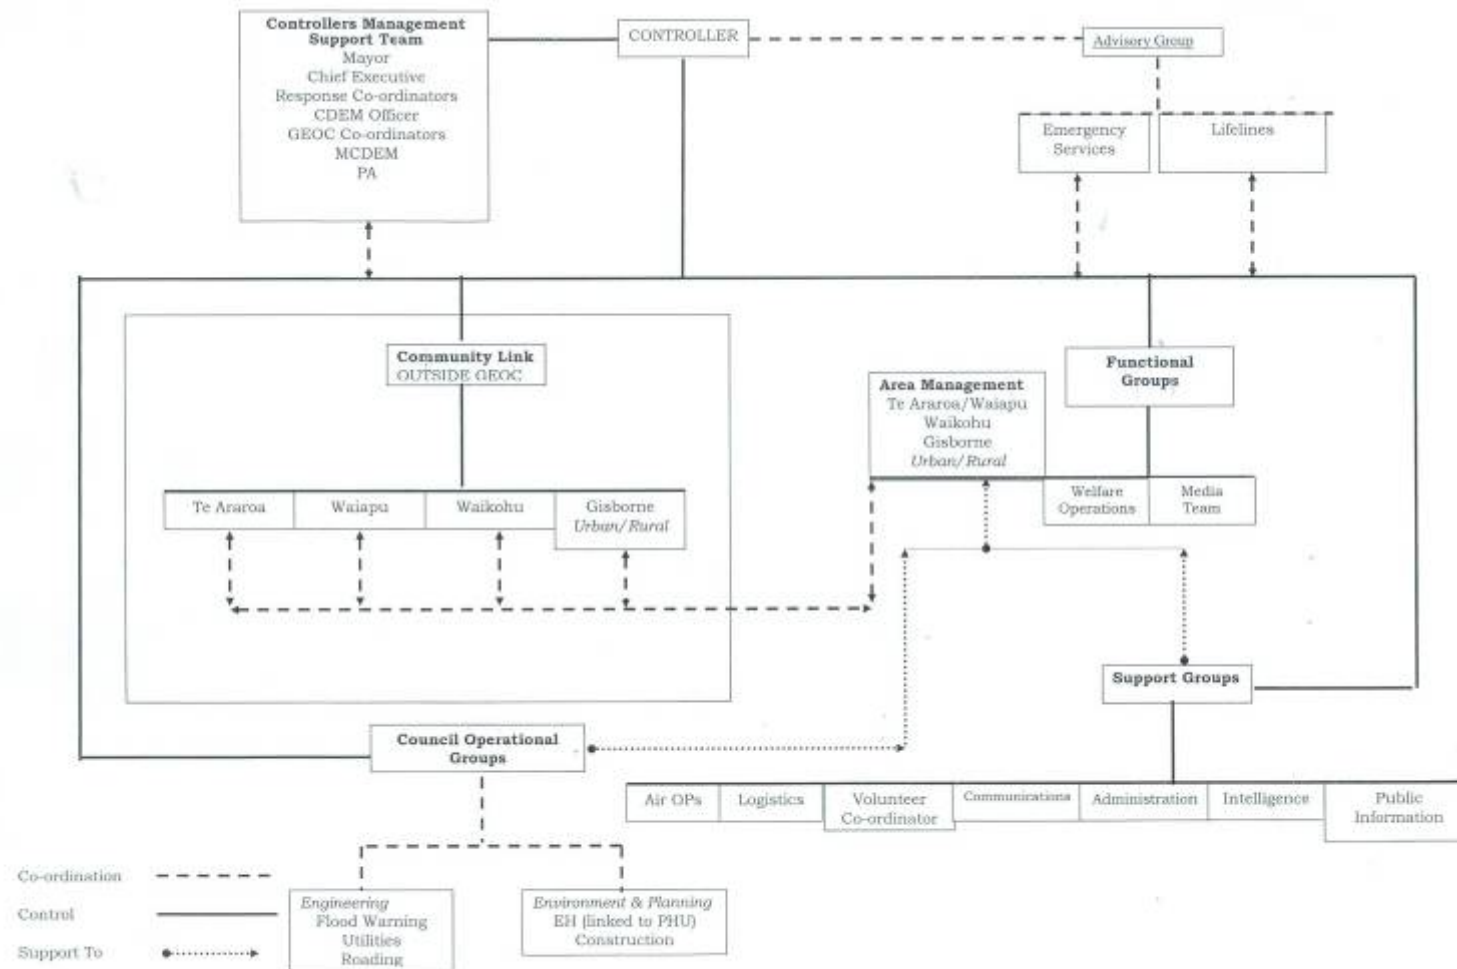 Controllers Management
Support Team
Mayor
Chief Executive
Response Co-ordinators
CDEM Officer
GEOC Co-ordinators
MCDEM
PA
CONTROLLER
Advisory Group
Emergency
Services
Lifelines
Community Link
OUTSIDE GEOC
Te Araroa
Waiapu
Waikohu
Gisborne
Urban/Rural
Area Management
Te Araroa/Waiapu
Waikohu
Gisborne
Urban/Rural
Functional
Groups
Welfare
Operations
Media
Team
Support Groups
Council Operational
Groups
Air OPs
Logistics
Volunteer
Co-ordinator
Communications
Administration
Intelligence
Public
Information
Engineering
Flood Warning
Utilities
Roading
Environment & Planning
EH (linked to PHU)
Construction
Co-ordination
Control
Support To